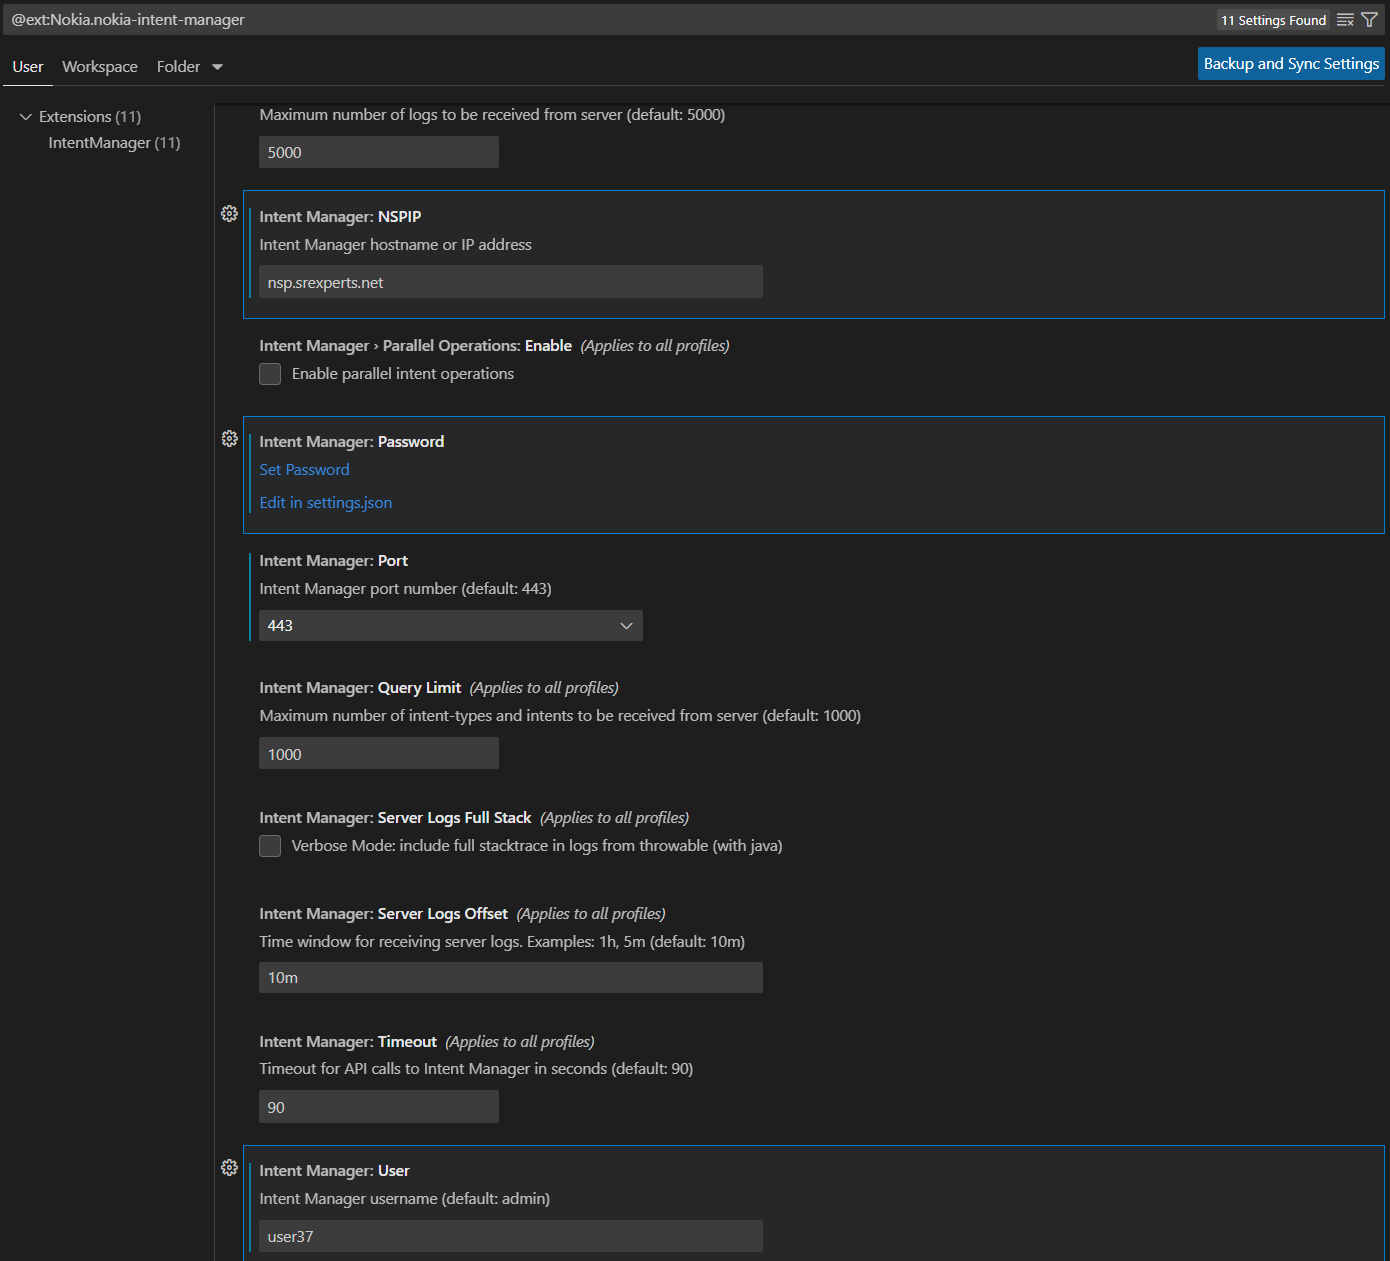 @ext:Nokia.nokia-intent-manager
11 Settings Found
User
Workspace
Folder
Backup and Sync Settings
Extensions (11)
IntentManager (11)
Maximum number of logs to be received from server (default: 5000)
5000
Intent Manager: NSPIP
Intent Manager hostname or IP address
nsp.srexperts.net
Intent Manager › Parallel Operations: Enable (Applies to all profiles)
Enable parallel intent operations
Intent Manager: Password
Set Password
Edit in settings.json
Intent Manager: Port
Intent Manager port number (default: 443)
443
Intent Manager: Query Limit (Applies to all profiles)
Maximum number of intent-types and intents to be received from server (default: 1000)
1000
Intent Manager: Server Logs Full Stack (Applies to all profiles)
Verbose Mode: include full stacktrace in logs from throwable (with java)
Intent Manager: Server Logs Offset (Applies to all profiles)
Time window for receiving server logs. Examples: 1h, 5m (default: 10m)
10m
Intent Manager: Timeout (Applies to all profiles)
Timeout for API calls to Intent Manager in seconds (default: 90)
90
Intent Manager: User
Intent Manager username (default: admin)
user37